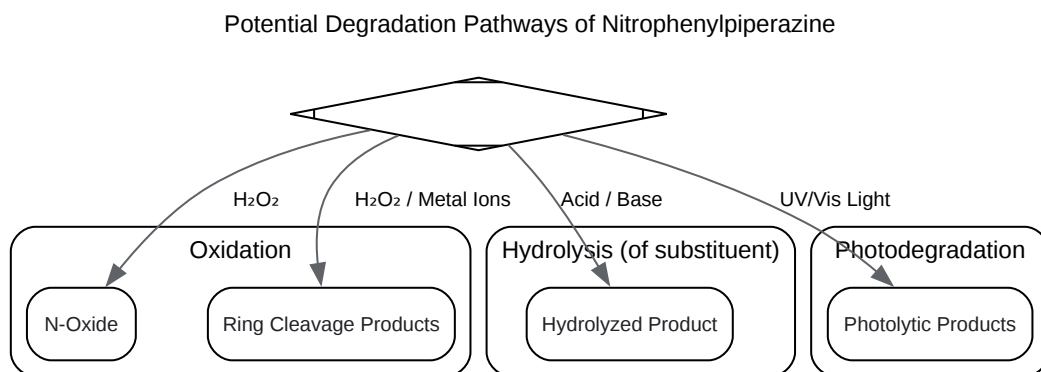 Potential Degradation Pathways of Nitrophenylpiperazine
H₂O₂
H₂O₂ / Metal Ions
Acid / Base
UV/Vis Light
Oxidation
Hydrolysis (of substituent)
Photodegradation
N-Oxide
Ring Cleavage Products
Hydrolyzed Product
Photolytic Products